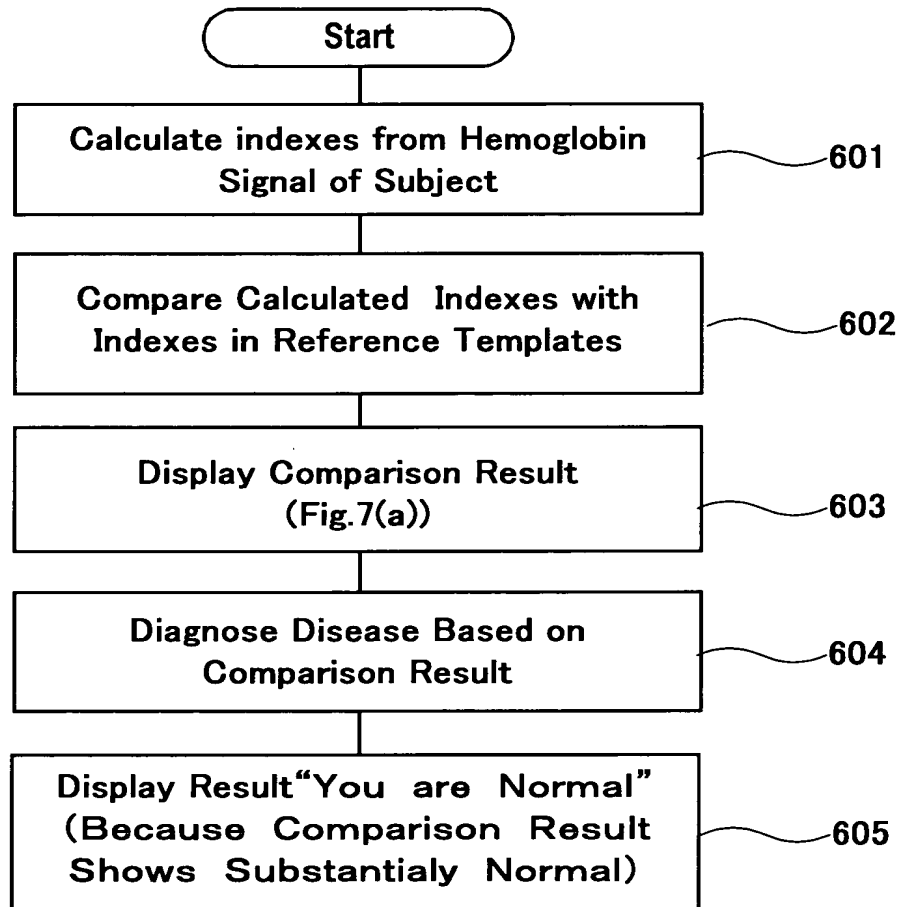 Start
Calculate indexes from Hemoglobin
Signal of Subject
601
Compare Calculated Indexes with
Indexes in Reference Templates
602
Display Comparison Result
(Fig.7(a))
603
Diagnose Disease Based on
Comparison Result
604
Display Result“You are Normal”
(Because Comparison Result
Shows Substantialy Normal)
605